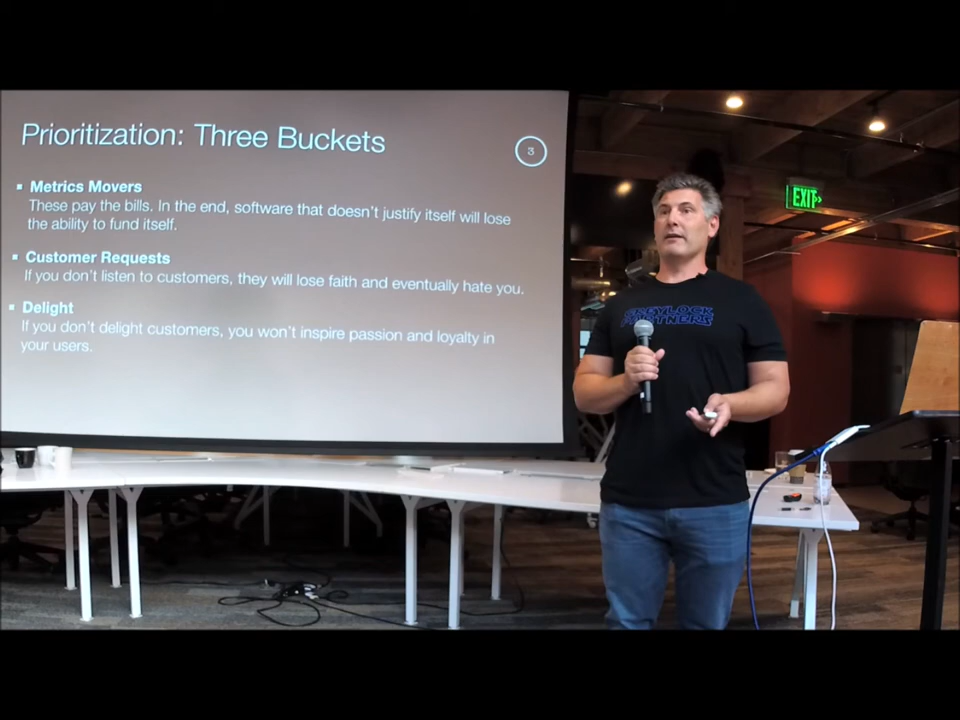 Prioritization: Three Buckets
3
▪ Metrics Movers
These pay the bills. In the end, software that doesn't justify itself will lose
the ability to fund itself.
▪ Customer Requests
If you don't listen to customers, they will lose faith and eventually hate you.
▪ Delight
If you don't delight customers, you won't inspire passion and loyalty in
your users.
EXIT
GREYLOCK
PARTNERS